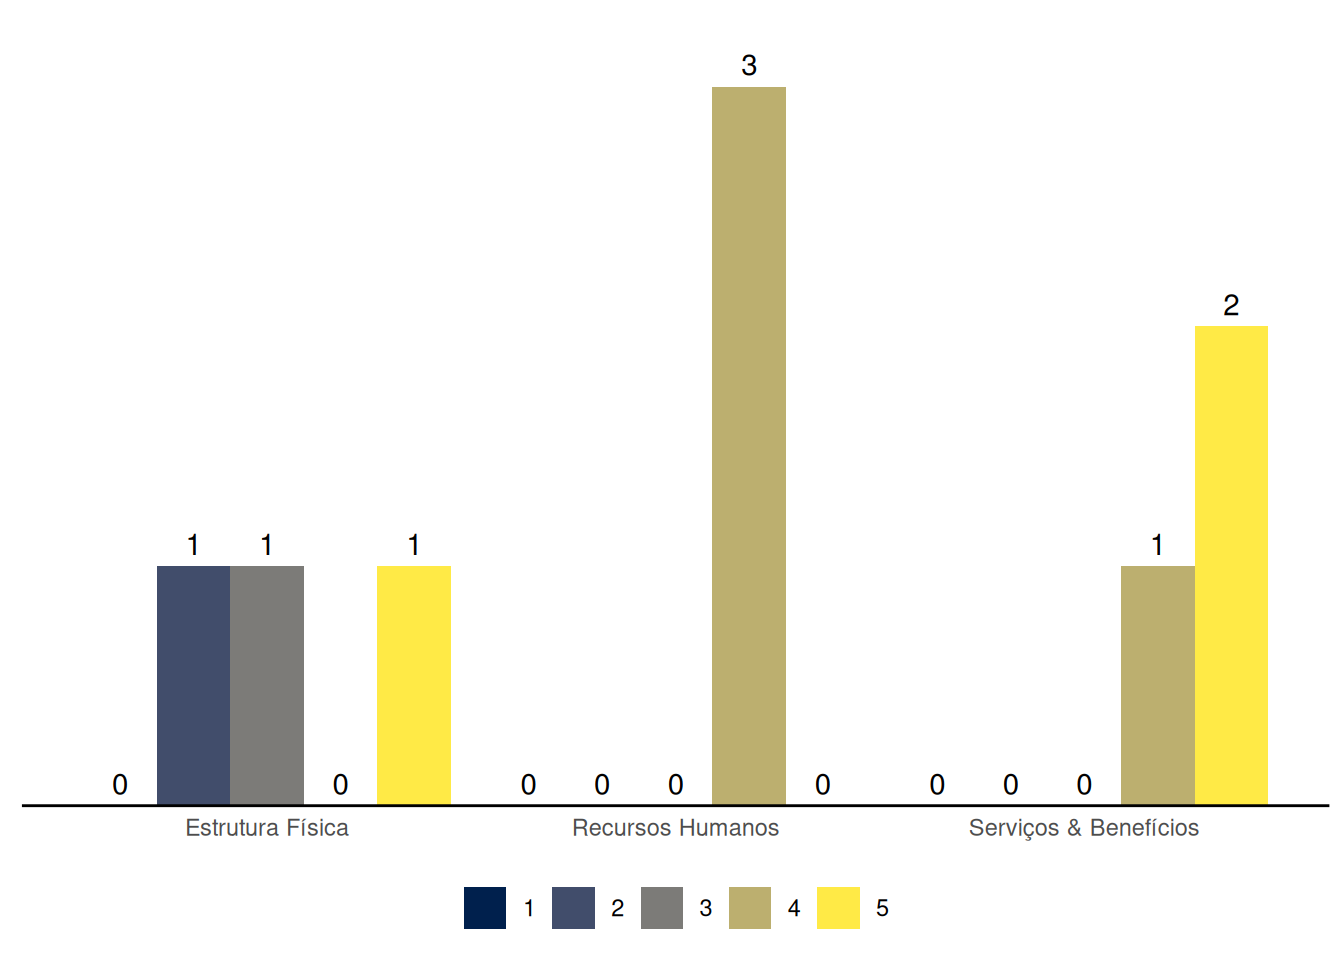 3
2
1 1 1 1
0 0 0 0 0 0 0 0 0
Estrutura Física Recursos Humanos Serviços & Benefícios
1 2 3 4 5